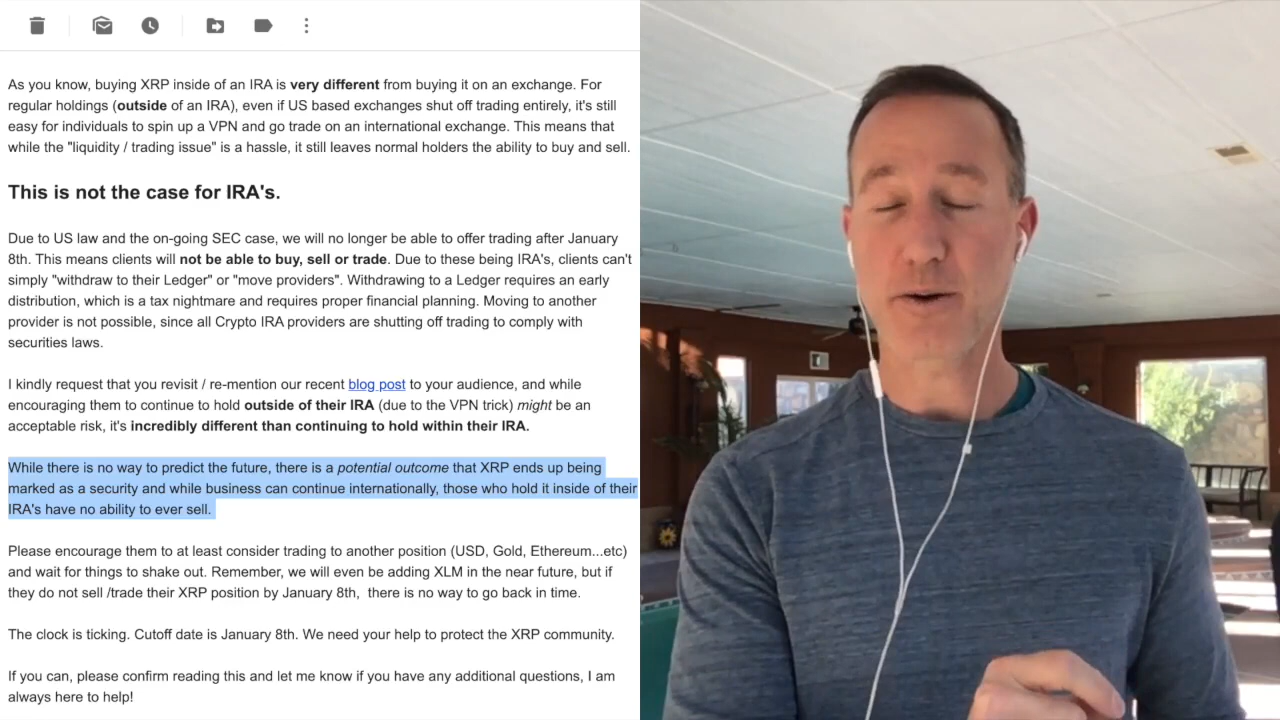 As you know, buying XRP inside of an IRA is very different from buying it on an exchange. For
regular holdings (outside of an IRA), even if US based exchanges shut off trading entirely, it's still
easy for individuals to spin up a VPN and go trade on an international exchange. This means that
while the "liquidity / trading issue" is a hassle, it still leaves normal holders the ability to buy and sell.
This is not the case for IRA's.
Due to US law and the on-going SEC case, we will no longer be able to offer trading after January
8th. This means clients will not be able to buy, sell or trade. Due to these being IRA's, clients can't
simply "withdraw to their Ledger" or "move providers". Withdrawing to a Ledger requires an early
distribution, which is a tax nightmare and requires proper financial planning. Moving to another
provider is not possible, since all Crypto IRA providers are shutting off trading to comply with
securities laws.
I kindly request that you revisit / re-mention our recent blog post to your audience, and while
encouraging them to continue to hold outside of their IRA (due to the VPN trick) might be an
acceptable risk, it's incredibly different than continuing to hold within their IRA.
While there is no way to predict the future, there is a potential outcome that XRP ends up being
marked as a security and while business can continue internationally, those who hold it inside of their
IRA's have no ability to ever sell.
Please encourage them to at least consider trading to another position (USD, Gold, Ethereum...etc)
and wait for things to shake out. Remember, we will even be adding XLM in the near future, but if
they do not sell /trade their XRP position by January 8th, there is no way to go back in time.
The clock is ticking. Cutoff date is January 8th. We need your help to protect the XRP community.
If you can, please confirm reading this and let me know if you have any additional questions, I am
always here to help!